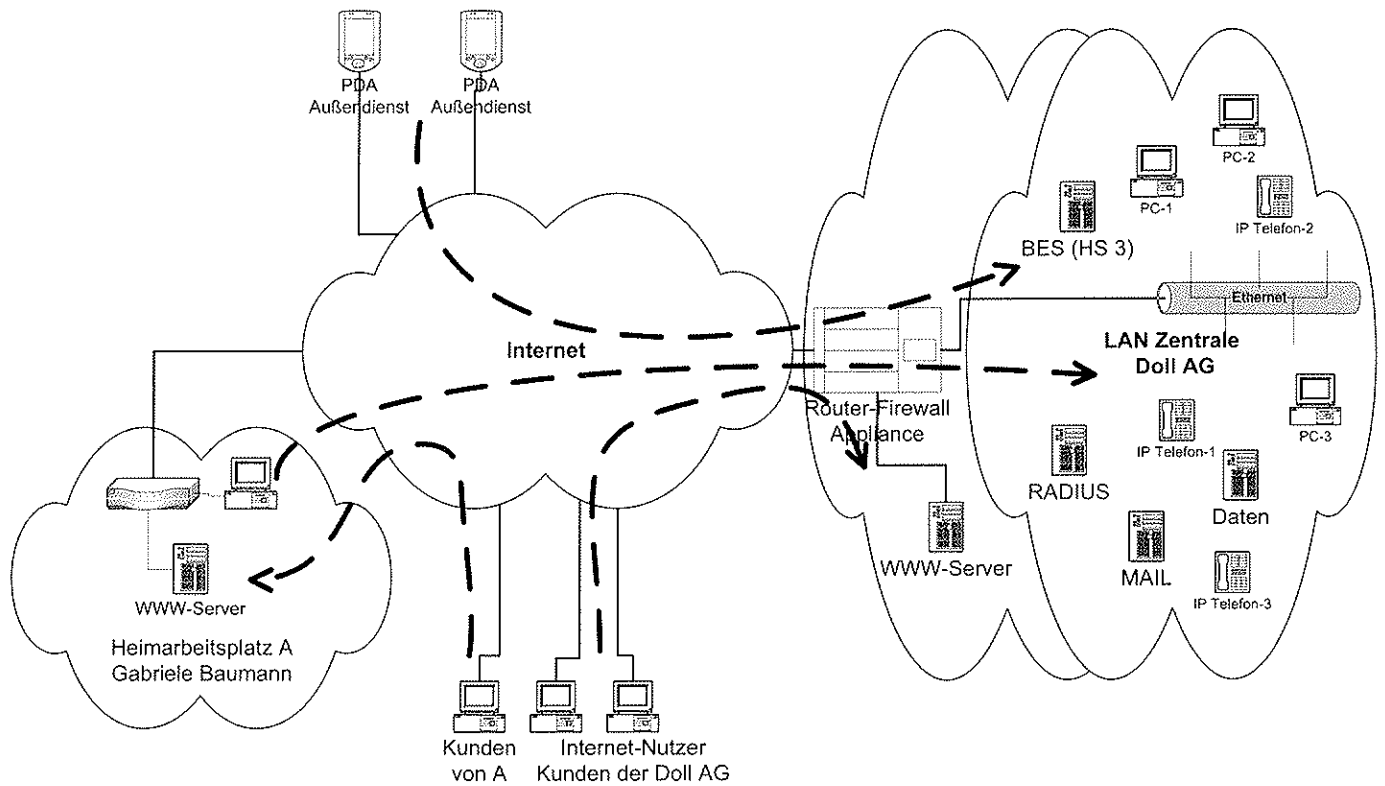 PDA
Außendienst
PDA
Außendienst
PC-2
PC-1
IP Telefon-2
BES (HS 3)
Ethernet
Internet
LAN Zentrale
Doll AG
Router-Firewall
Appliance
PC-3
IP Telefon-1
RADIUS
Daten
WWW-Server
MAIL
IP Telefon-3
WWW-Server
Heimarbeitsplatz A
Gabriele Baumann
Kunden
von A
Internet-Nutzer
Kunden der Doll AG